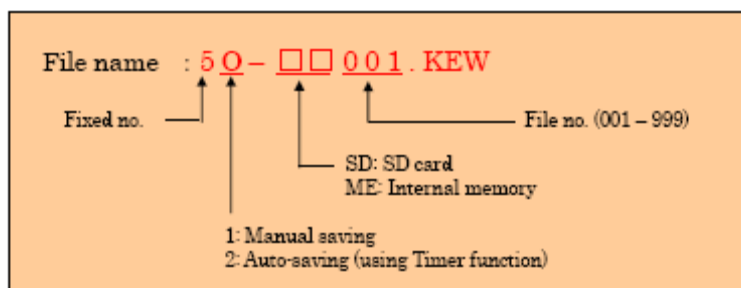 File name : 5 O – □□ 0 0 1 . KEW
Fixed no.
File no. (001 – 999)
SD: SD card
ME: Internal memory
1: Manual saving
2: Auto-saving (using Timer function)